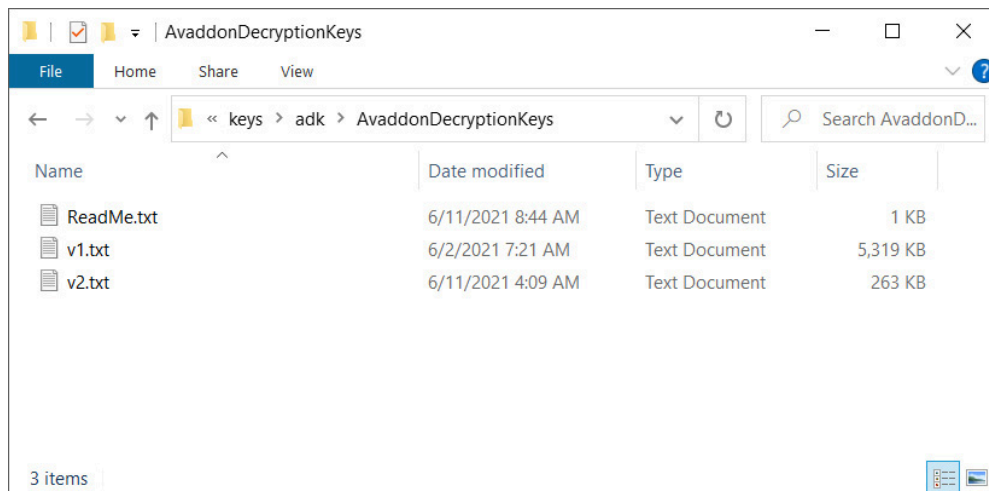 AvaddonDecryptionKeys
File Home Share View ?
« keys > adk > AvaddonDecryptionKeys Search AvaddonD...
Name Date modified Type Size
ReadMe.txt 6/11/2021 8:44 AM Text Document 1 KB
v1.txt 6/2/2021 7:21 AM Text Document 5,319 KB
v2.txt 6/11/2021 4:09 AM Text Document 263 KB
3 items